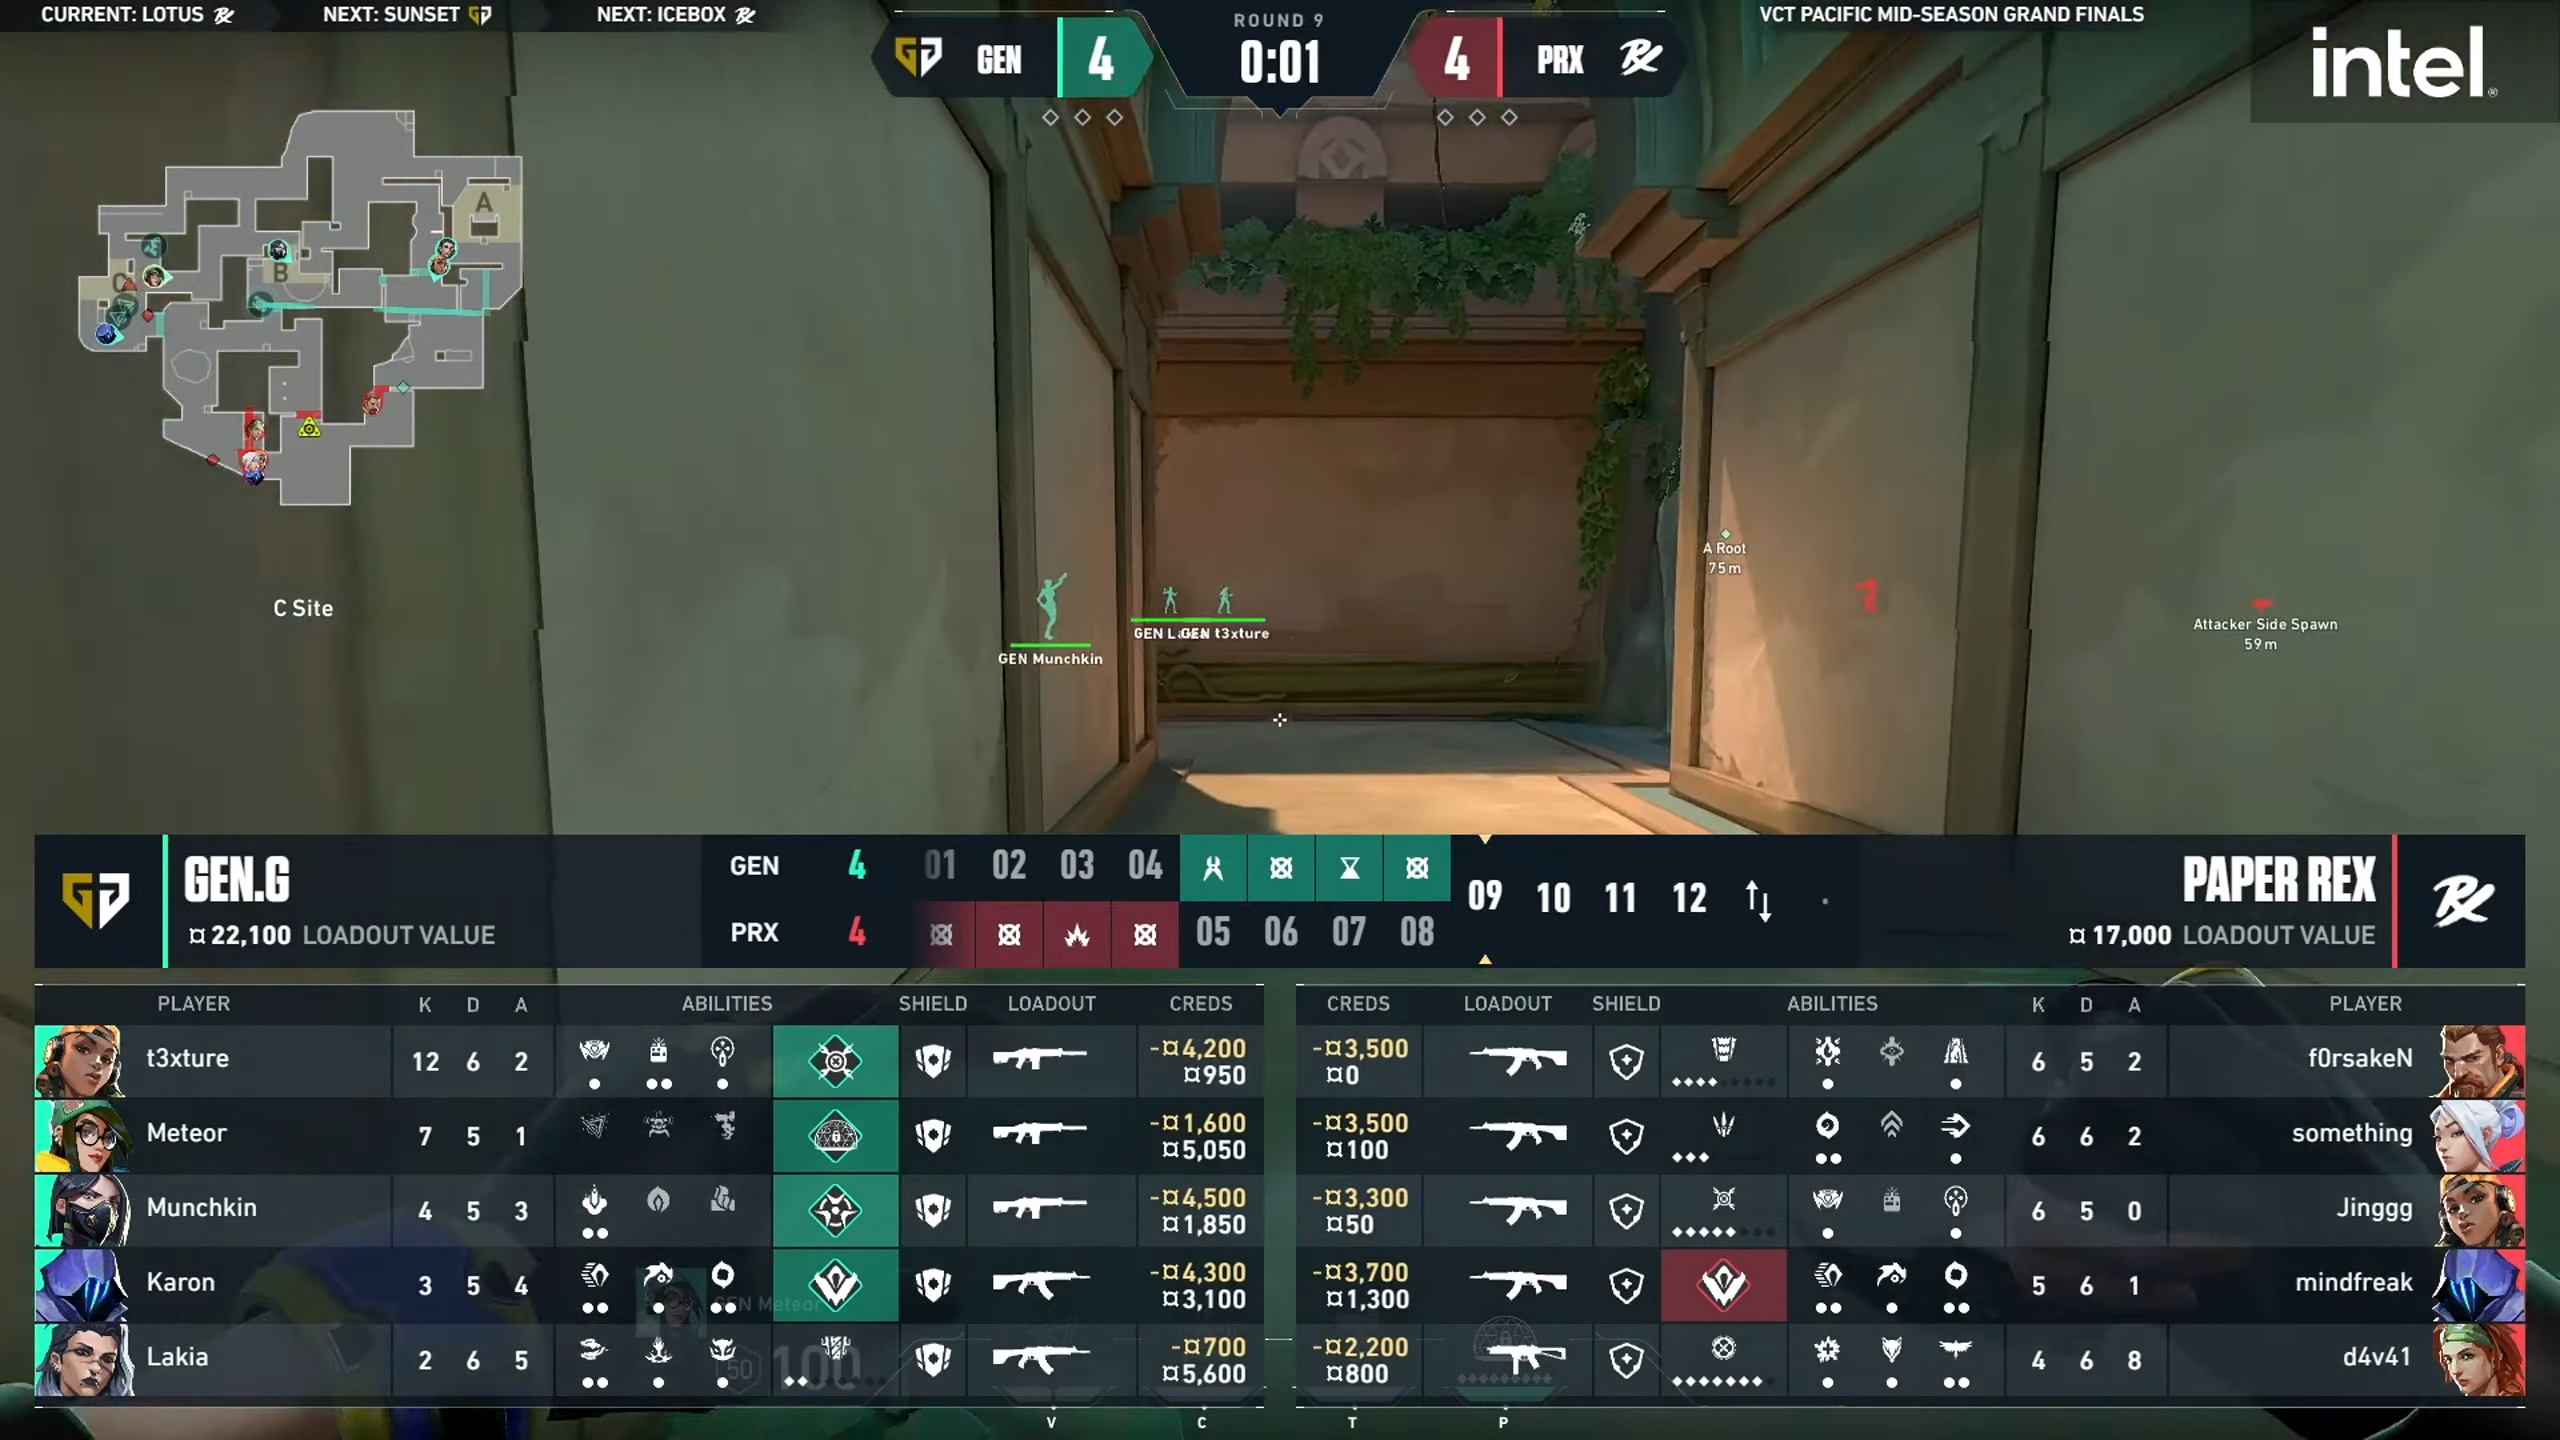 CURRENT: LOTUS
NEXT: SUNSET
NEXT: ICEBOX
GEN
4
ROUND 9
0:01
4
PRX
VCT PACIFIC MID-SEASON GRAND FINALS
intel
A
B
C
C Site
A Root
75m
GEN t3xture
GEN Munchkin
Attacker Side Spawn
59m
GEN.G
22,100 LOADOUT VALUE
GEN 4 01 02 03 04
PRX 4 05 06 07 08
09 10 11 12
PAPER REX
17,000 LOADOUT VALUE
PLAYER K D A ABILITIES SHIELD LOADOUT CREDS
t3xture 12 6 2 -4,200 950
Meteor 7 5 1 -1,600 5,050
Munchkin 4 5 3 -4,500 1,850
Karon 3 5 4 -4,300 3,100
Lakia 2 6 5 -700 5,600
CREDS LOADOUT SHIELD ABILITIES K D A PLAYER
-3,500 0 6 5 2 f0rsakeN
-3,500 100 6 6 2 something
-3,300 50 6 5 0 Jinggg
-3,700 1,300 5 6 1 mindfreak
-2,200 800 4 6 8 d4v41
GEN Meteor
50 100
V C T P